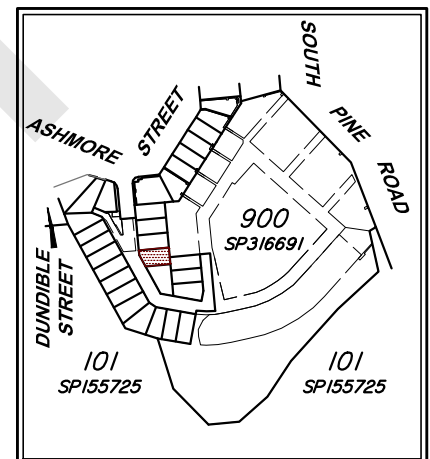 SOUTH
PINE
ROAD
ASHMORE
STREET
900
SP316691
DUNDIBLE
STREET
101
SP155725
101
SP155725